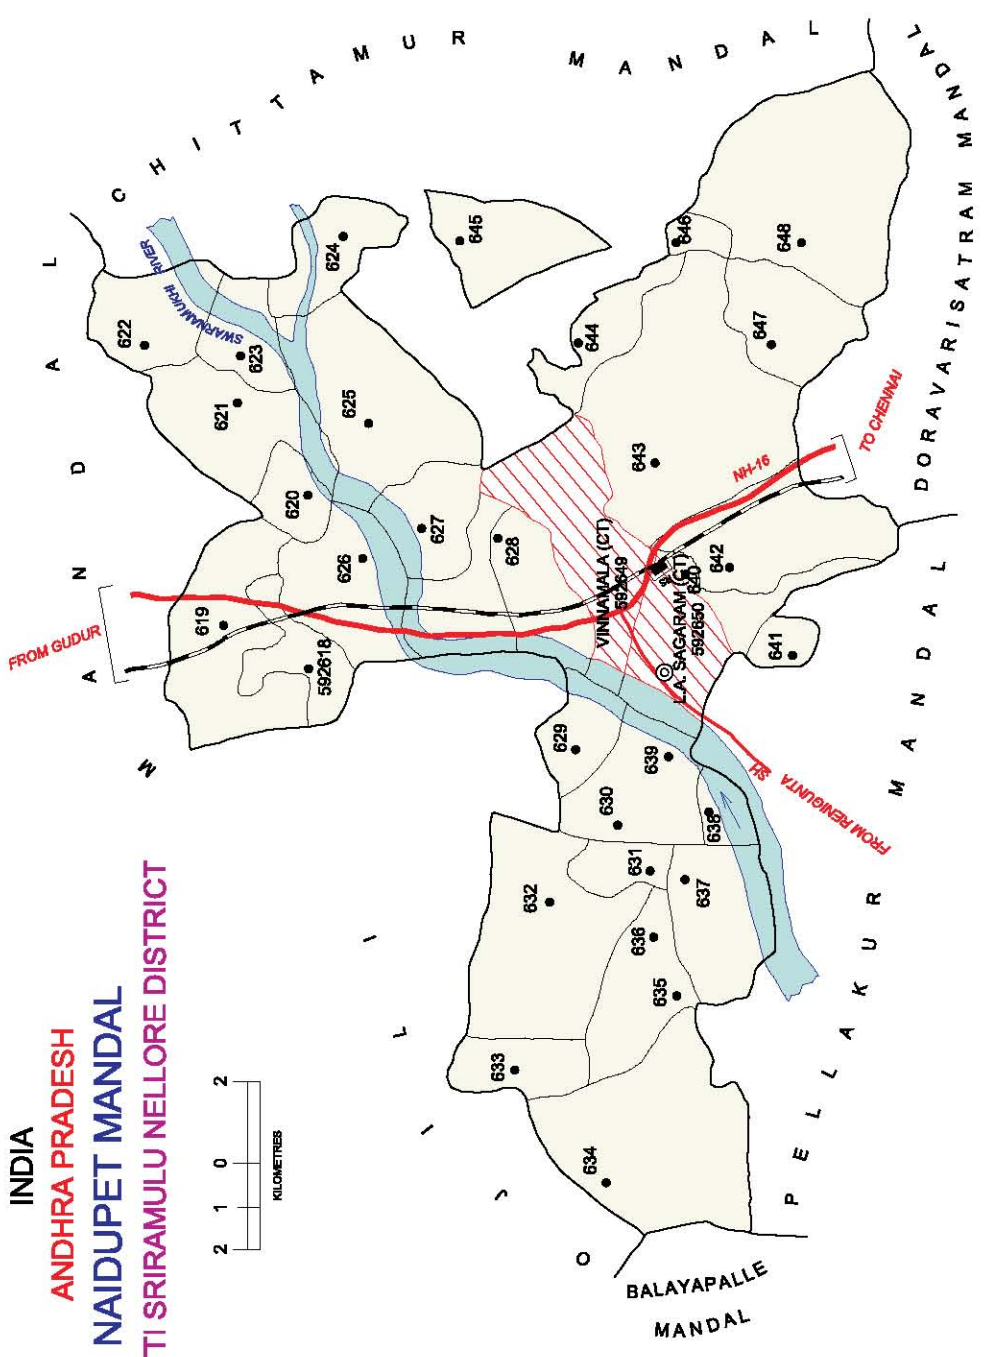 INDIA
ANDHRA PRADESH
NAIDUPET MANDAL
TI SRIRAMULU NELLORE DISTRICT
2 1 0 2
KILOMETRES
CHITTAMUR MANDAL
DORAVARISATRAM MANDAL
PELLAKUR MANDAL
BALAYAPALLE
MANDAL
OJILI MANDAL
SWARNAMUKHI RIVER
FROM GUDUR
TO CHENNAI
NH-16
SH
FROM RENIGUNTA
VINNAMALA (CT)
592649
L.A. SAGARAM (CT)
592650
592618
619
620
621
622
623
624
625
626
627
628
629
630
631
632
633
634
635
636
637
638
639
640
641
642
643
644
645
646
647
648